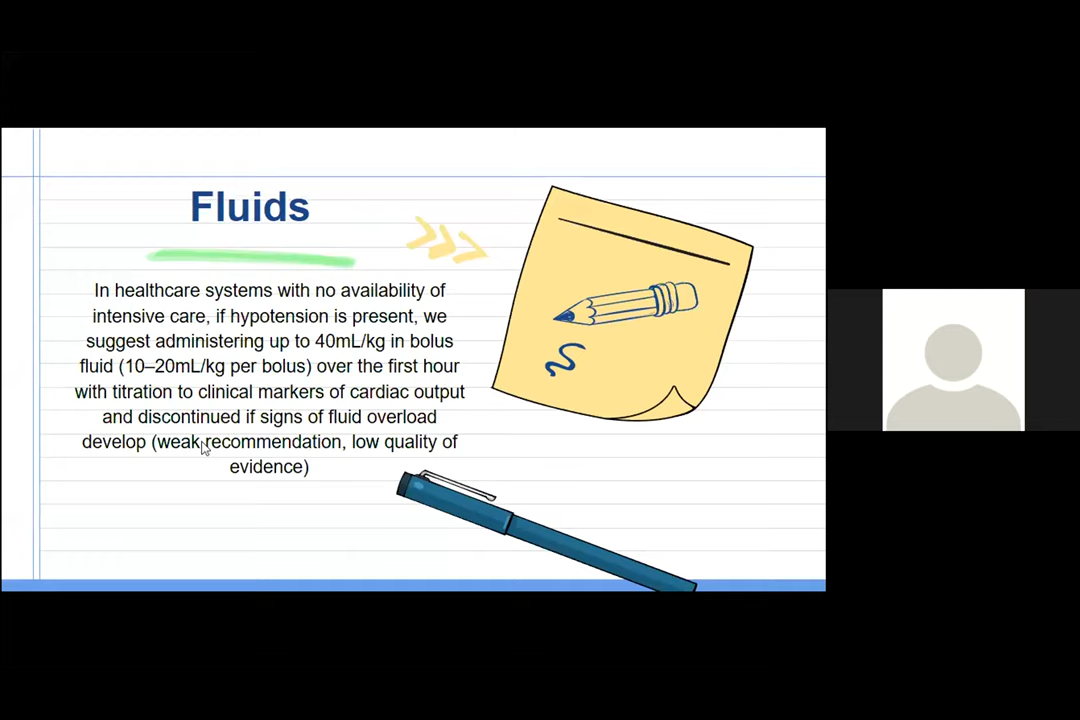 Fluids
In healthcare systems with no availability of
intensive care, if hypotension is present, we
suggest administering up to 40mL/kg in bolus
fluid (10–20mL/kg per bolus) over the first hour
with titration to clinical markers of cardiac output
and discontinued if signs of fluid overload
develop (weak recommendation, low quality of
evidence)